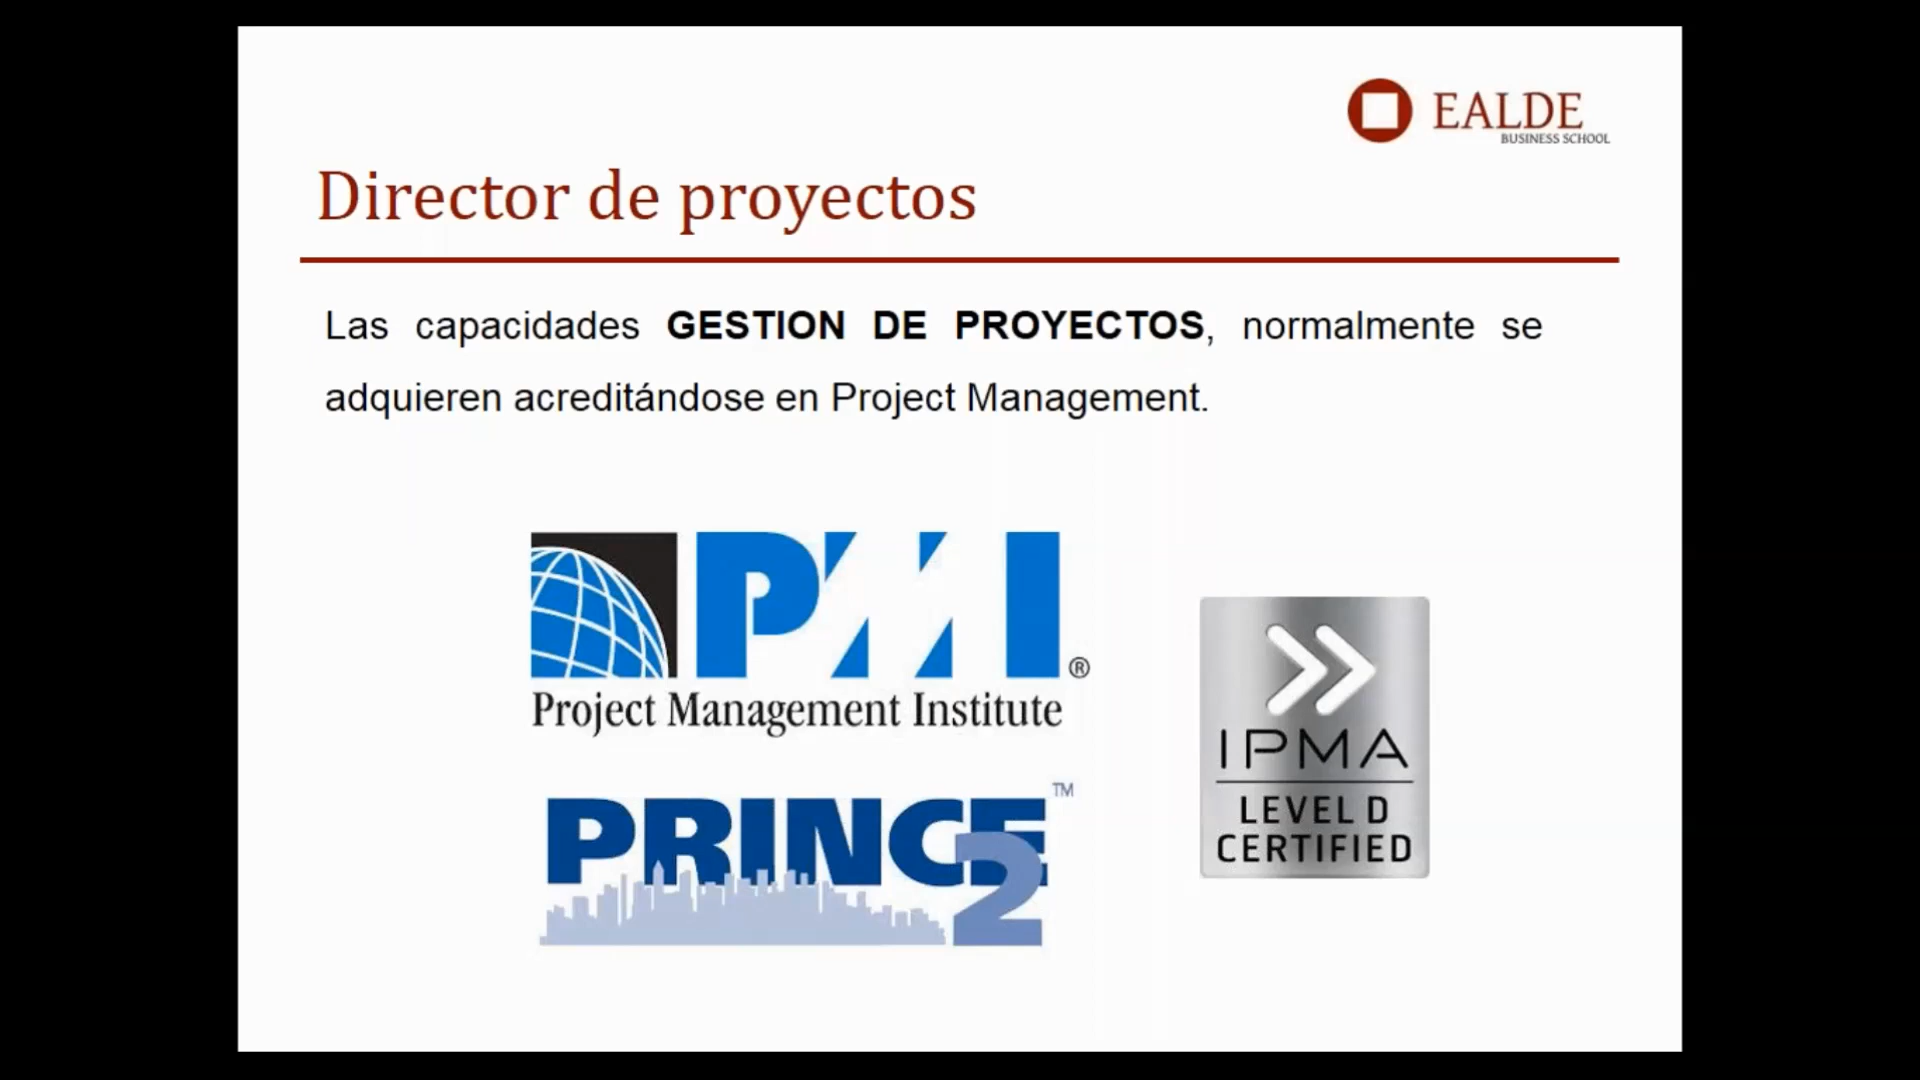 EALDE
BUSINESS SCHOOL
Director de proyectos
Las capacidades GESTION DE PROYECTOS, normalmente se
adquieren acreditándose en Project Management.
PMI®
Project Management Institute
PRINCE2™
IPMA
LEVEL D
CERTIFIED